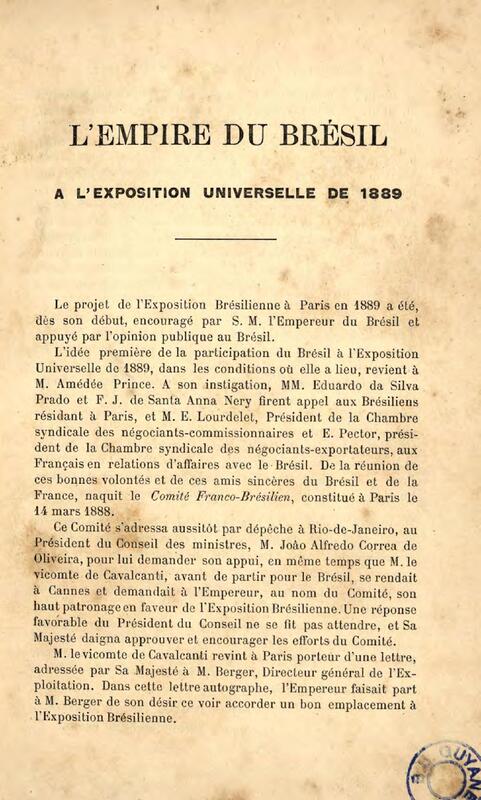 L'EMPIRE DU BRÉSIL
A L'EXPOSITION UNIVERSELLE DE 1889
Le projet de l'Exposition Brésilienne à Paris en 1889 a été,
dès son début, encouragé par S. M. l'Empereur du Brésil et
appuyé par l'opinion publique au Brésil.
L'idée première de la participation du Brésil à l'Exposition
Universelle de 1889, dans les conditions où elle a lieu, revient à
M. Amédée Prince. A son instigation, MM. Eduardo da Silva
Prado et F. J. de Santa Anna Nery firent appel aux Brésiliens
résidant à Paris, et M. E. Lourdelet, Président de la Chambre
syndicale des négociants-commissionnaires et E. Pector, prési-
dent de la Chambre syndicale des négociants-exportateurs, aux
Français en relations d'affaires avec le Brésil. De la réunion de
ces bonnes volontés et de ces amis sincères du Brésil et de la
France, naquit le Comité Franco-Brésilien, constitué à Paris le
14 mars 1888.
Ce Comité s'adressa aussitôt par dépêche à Rio-de-Janeiro, au
Président du Conseil des ministres, M. João Alfredo Correa de
Oliveira, pour lui demander son appui, en même temps que M. le
vicomte de Cavalcanti, avant de partir pour le Brésil, se rendait
à Cannes et demandait à l'Empereur, au nom du Comité, son
haut patronage en faveur de l'Exposition Brésilienne. Une réponse
favorable du Président du Conseil ne se fit pas attendre, et Sa
Majesté daigna approuver et encourager les efforts du Comité.
M. le vicomte de Cavalcanti revint à Paris porteur d'une lettre,
adressée par Sa Majesté à M. Berger, Directeur général de l'Ex-
ploitation. Dans cette lettre autographe, l'Empereur faisait part
à M. Berger de son désir ce voir accorder un bon emplacement à
l'Exposition Brésilienne.
GUYAN